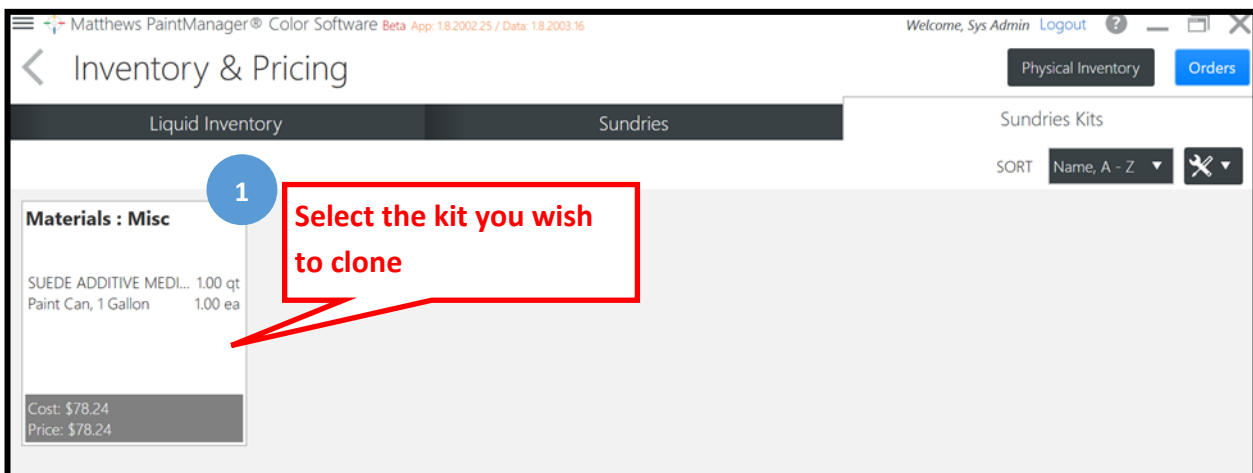 Matthews PaintManager® Color Software Beta App: 1.8.2002.25 / Data: 1.8.2003.16
Welcome, Sys Admin Logout ?
Inventory & Pricing
Physical Inventory Orders
Liquid Inventory Sundries Sundries Kits
SORT Name, A - Z
1
Materials : Misc
Select the kit you wish
to clone
SUEDE ADDITIVE MEDI... 1.00 qt
Paint Can, 1 Gallon 1.00 ea
Cost: $78.24
Price: $78.24